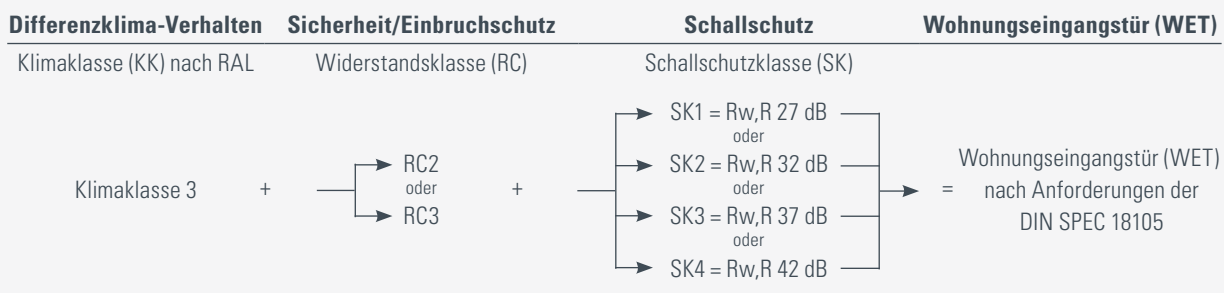 Differenzklima-Verhalten Sicherheit/Einbruchschutz Schallschutz Wohnungseingangstür (WET)
Klimaklasse (KK) nach RAL Widerstandsklasse (RC) Schallschutzklasse (SK)
Klimaklasse 3 +
RC2
oder
RC3
+
SK1 = Rw,R 27 dB
oder
SK2 = Rw,R 32 dB
oder
SK3 = Rw,R 37 dB
oder
SK4 = Rw,R 42 dB
=
Wohnungseingangstür (WET)
nach Anforderungen der
DIN SPEC 18105